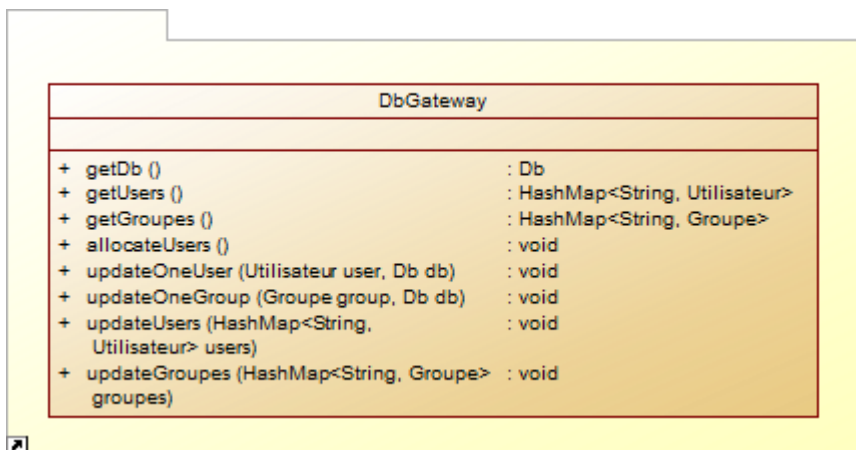 DbGateway
+ getDb () : Db
+ getUsers () : HashMap<String, Utilisateur>
+ getGroupes () : HashMap<String, Groupe>
+ allocateUsers () : void
+ updateOneUser (Utilisateur user, Db db) : void
+ updateOneGroup (Groupe group, Db db) : void
+ updateUsers (HashMap<String, : void
Utilisateur> users)
+ updateGroupes (HashMap<String, Groupe> : void
groupes)